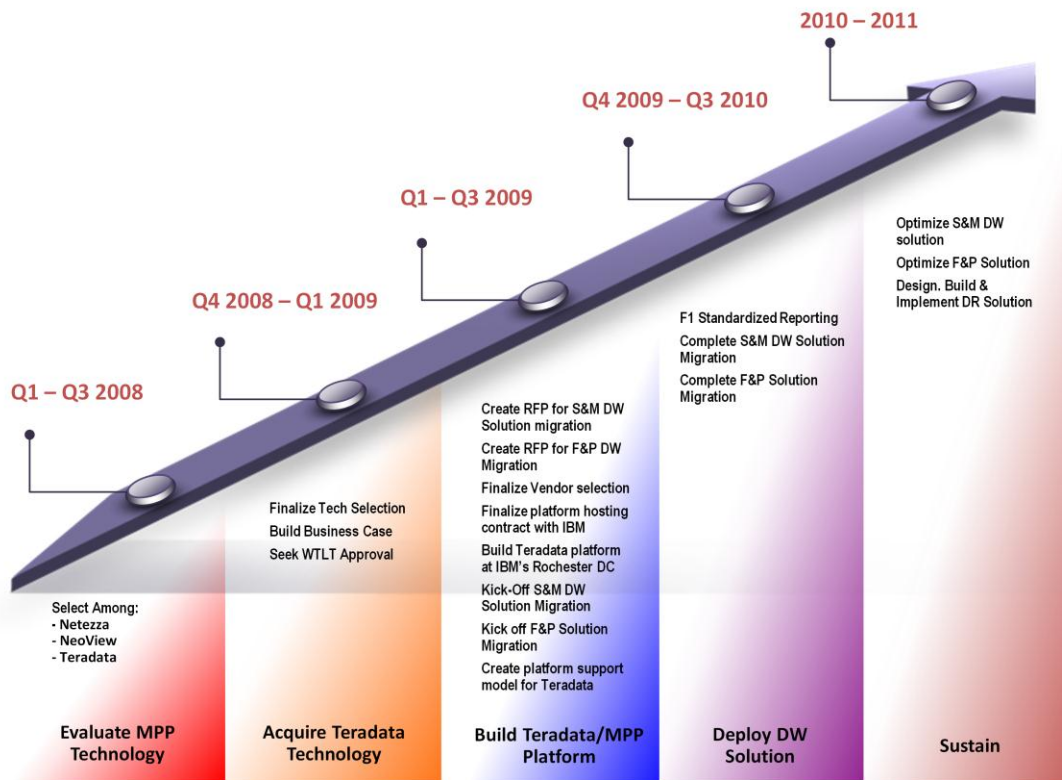 2010 – 2011
Q4 2009 – Q3 2010
Q1 – Q3 2009
Q4 2008 – Q1 2009
Q1 – Q3 2008
Select Among:
- Netezza
- NeoView
- Teradata
Evaluate MPP
Technology
Finalize Tech Selection
Build Business Case
Seek WTLT Approval
Acquire Teradata
Technology
Create RFP for S&M DW
Solution migration
Create RFP for F&P DW
Migration
Finalize Vendor selection
Finalize platform hosting
contract with IBM
Build Teradata platform
at IBM's Rochester DC
Kick-Off S&M DW
Solution Migration
Kick off F&P Solution
Migration
Create platform support
model for Teradata
Build Teradata/MPP
Platform
F1 Standardized Reporting
Complete S&M DW Solution
Migration
Complete F&P Solution
Migration
Deploy DW
Solution
Optimize S&M DW
solution
Optimize F&P Solution
Design. Build &
Implement DR Solution
Sustain